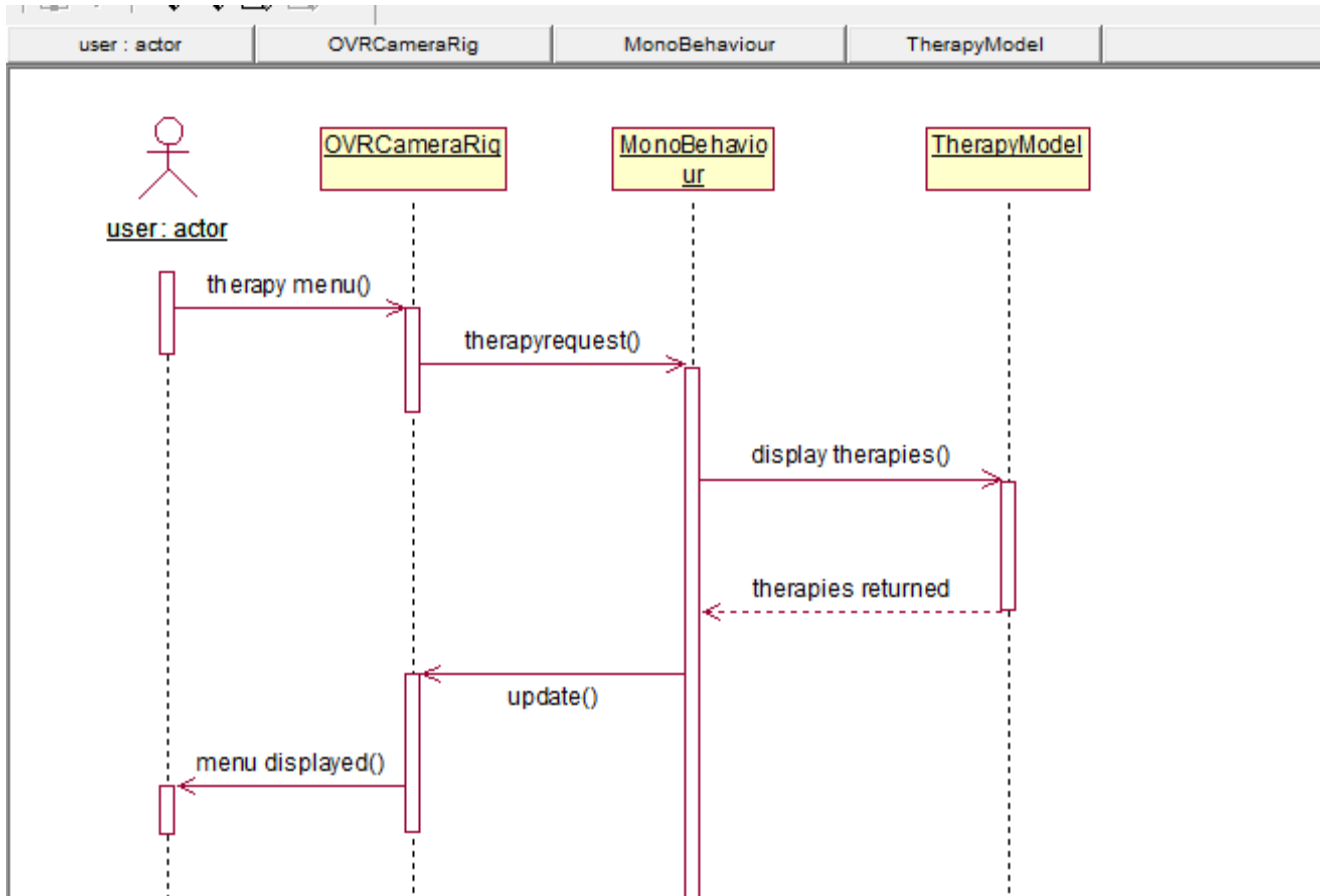 user : actor
OVRCameraRig
MonoBehaviour
TherapyModel
OVRCameraRig
MonoBehavio
ur
TherapyModel
user : actor
therapy menu()
therapyrequest()
display therapies()
therapies returned
update()
menu displayed()